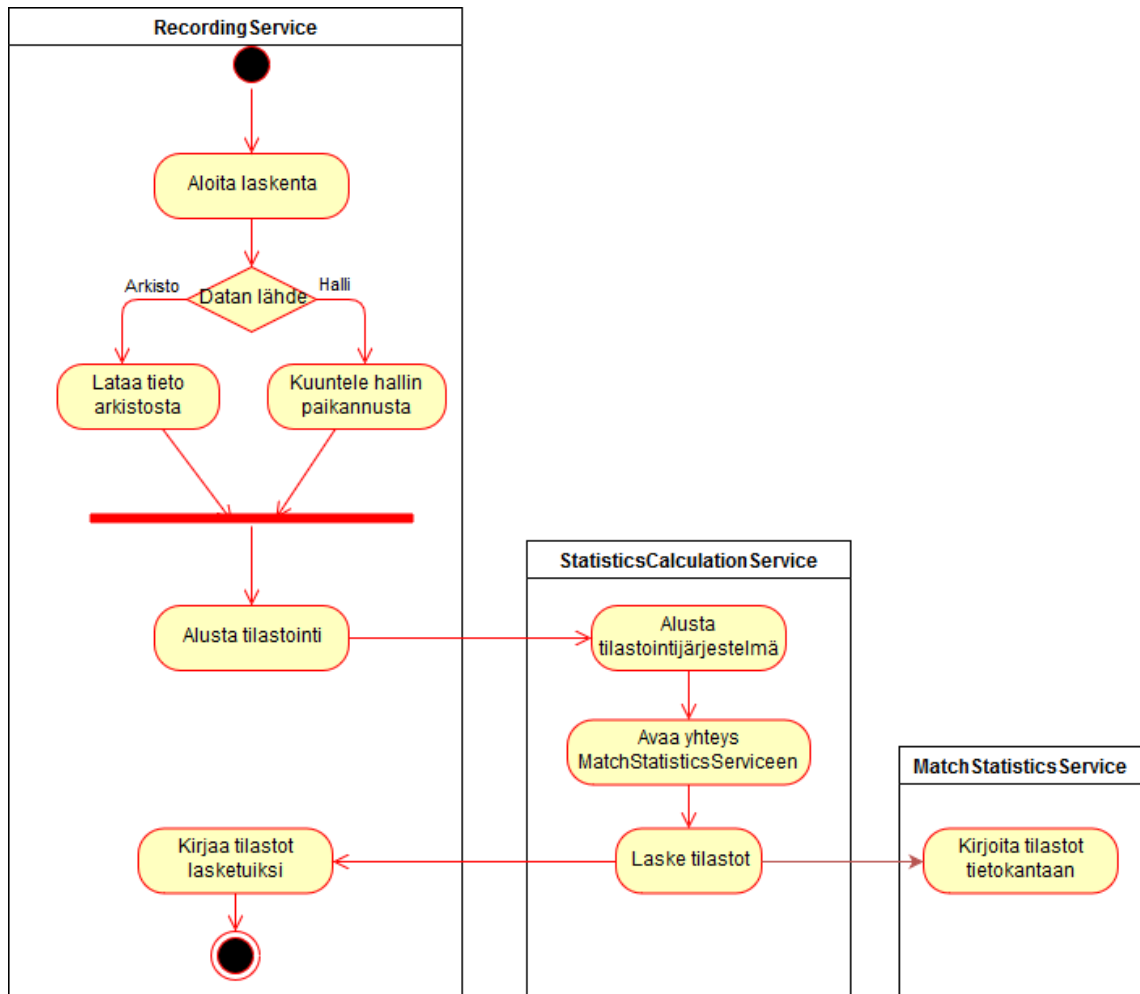 RecordingService
Aloita laskenta
Arkisto
Datan lähde
Halli
Lataa tieto
arkistosta
Kuuntele hallin
paikannusta
StatisticsCalculationService
Alusta tilastointi
Alusta
tilastointijärjestelmä
Avaa yhteys
MatchStatisticsServiceen
MatchStatisticsService
Kirjaa tilastot
lasketuiksi
Laske tilastot
Kirjoita tilastot
tietokantaan